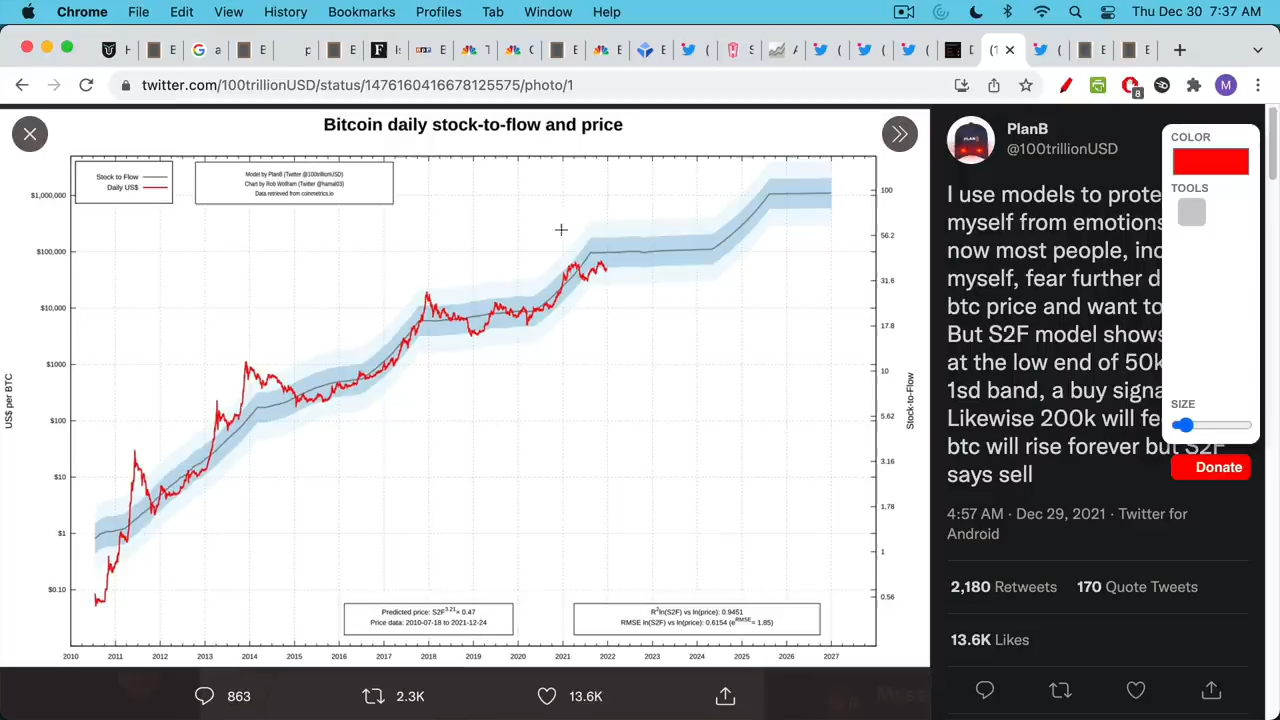 Chrome File Edit View History Bookmarks Profiles Tab Window Help Thu Dec 30 7:37 AM
twitter.com/100trillionUSD/status/1476160416678125575/photo/1
8
M
Bitcoin daily stock-to-flow and price
Stock to Flow
Daily US$
Model by PlanB (Twitter @100trillionUSD)
Chart by Rob Wolfram (Twitter @hamal03)
Data retrieved from coinmetrics.io
$1,000,000
$100,000
$10,000
$1000
$100
$10
$1
$0.10
US$ per BTC
100
56.2
31.6
17.8
10
5.62
3.16
1.78
1
0.56
Stock-to-Flow
Predicted price: S2F3.21× 0.47
Price data: 2010-07-18 to 2021-12-24
R2ln(S2F) vs ln(price): 0.9451
RMSE ln(S2F) vs ln(price): 0.6154 (eRMSE= 1.85)
2010 2011 2012 2013 2014 2015 2016 2017 2018 2019 2020 2021 2022 2023 2024 2025 2026 2027
863 2.3K 13.6K
PlanB
@100trillionUSD
I use models to prote
myself from emotions
now most people, inc
myself, fear further d
btc price and want to
But S2F model shows
at the low end of 50k
1sd band, a buy signa
Likewise 200k will fe
btc will rise forever but S2F
says sell
4:57 AM · Dec 29, 2021 · Twitter for
Android
2,180 Retweets 170 Quote Tweets
13.6K Likes
COLOR
TOOLS
SIZE
Donate